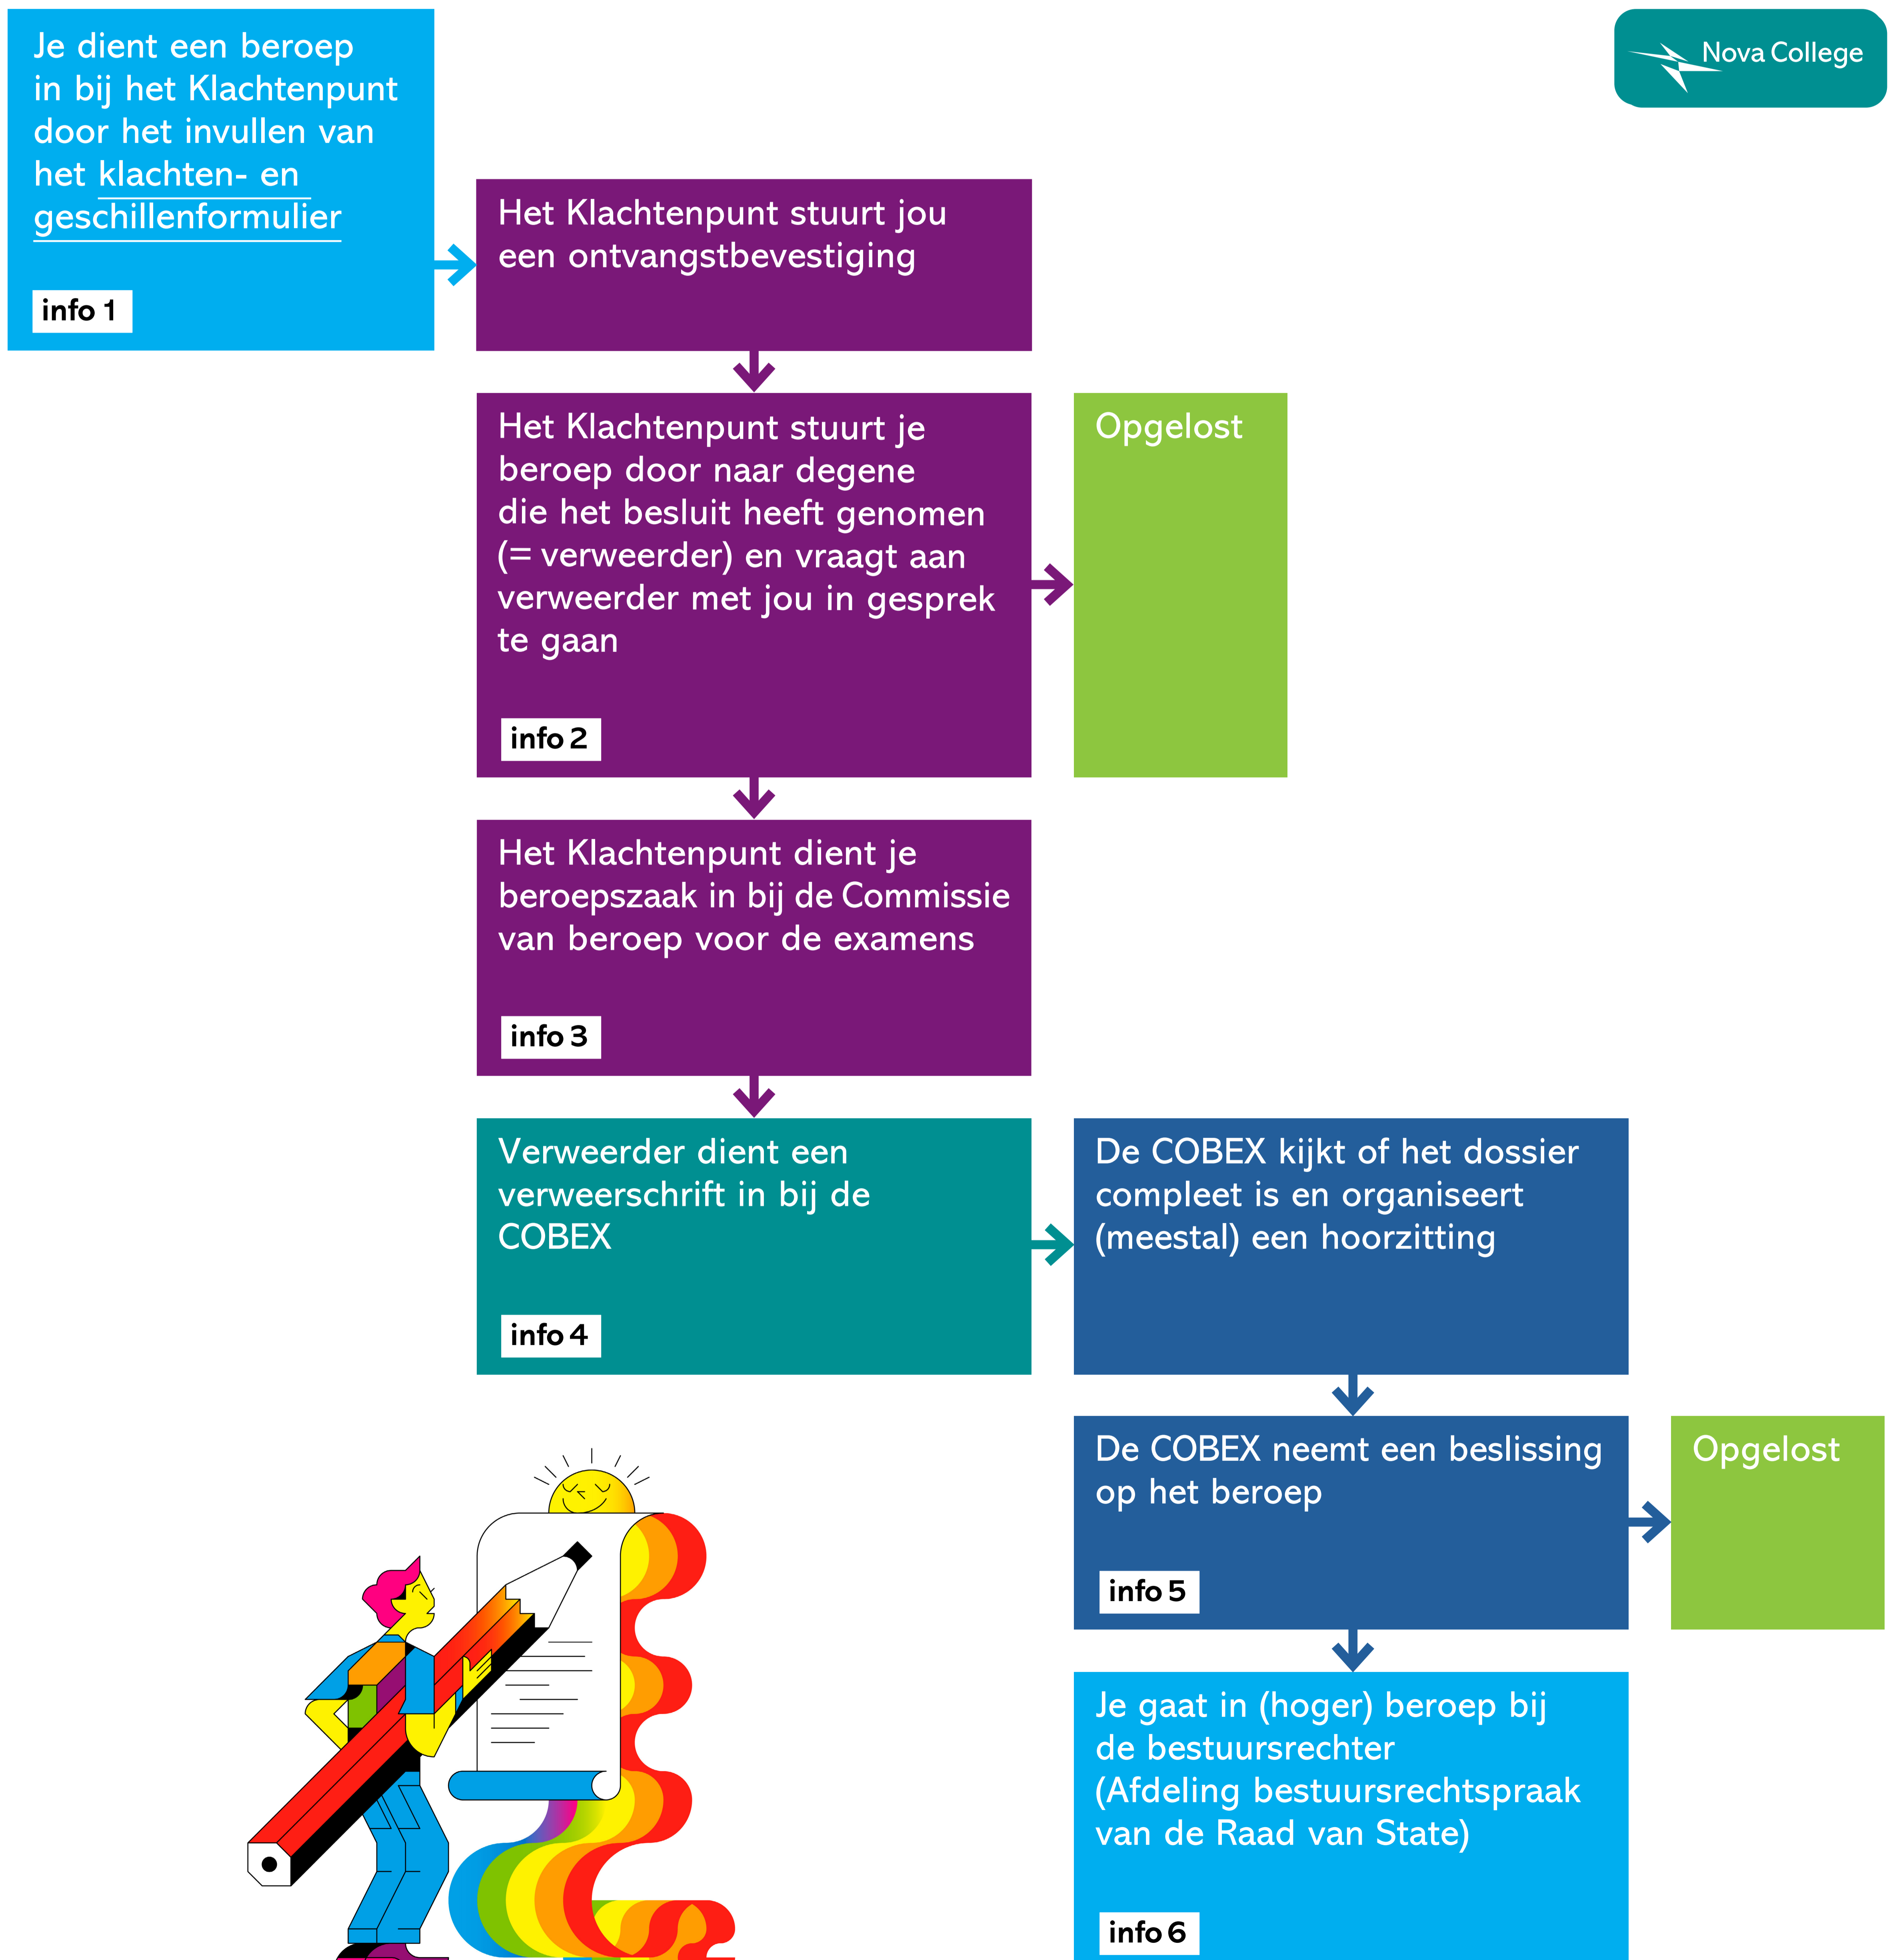 Je dient een beroep
in bij het Klachtenpunt
door het invullen van
het klachten- en
geschillenformulier
info 1
Nova College
Het Klachtenpunt stuurt jou
een ontvangstbevestiging
Het Klachtenpunt stuurt je
beroep door naar degene
die het besluit heeft genomen
(= verweerder) en vraagt aan
verweerder met jou in gesprek
te gaan
info 2
Opgelost
Het Klachtenpunt dient je
beroepszaak in bij de Commissie
van beroep voor de examens
info 3
Verweerder dient een
verweerschrift in bij de
COBEX
info 4
De COBEX kijkt of het dossier
compleet is en organiseert
(meestal) een hoorzitting
De COBEX neemt een beslissing
op het beroep
info 5
Opgelost
Je gaat in (hoger) beroep bij
de bestuursrechter
(Afdeling bestuursrechtspraak
van de Raad van State)
info 6